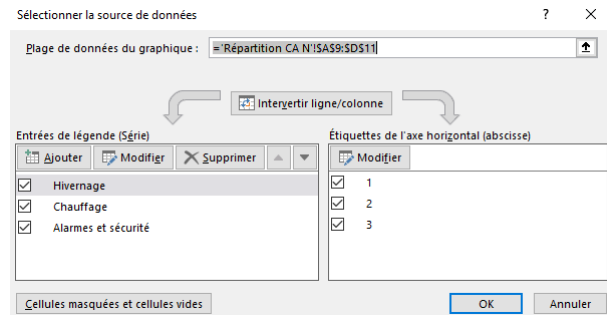 Sélectionner la source de données ? ×
Plage de données du graphique : ='Répartition CA N'!$A$9:$D$11
Intervertir ligne/colonne
Entrées de légende (Série)
Étiquettes de l'axe horizontal (abscisse)
Ajouter Modifier Supprimer
Modifier
Hivernage
Chauffage
Alarmes et sécurité
1
2
3
Cellules masquées et cellules vides
OK Annuler